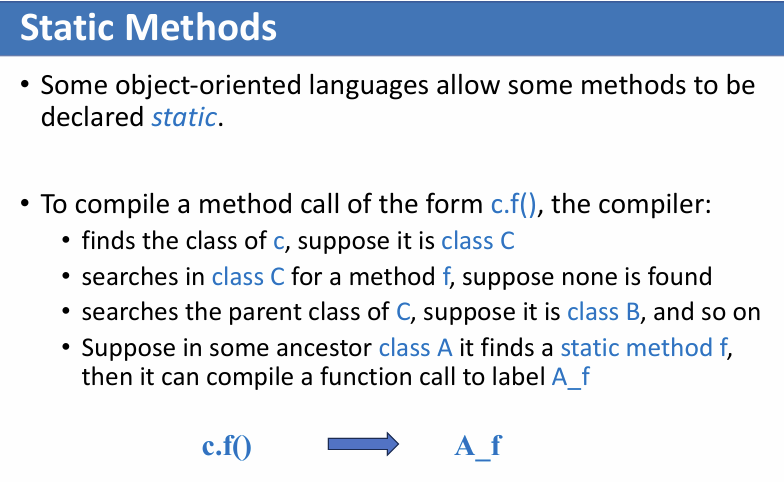 Static Methods
• Some object-oriented languages allow some methods to be
declared static.
• To compile a method call of the form c.f(), the compiler:
• finds the class of c, suppose it is class C
• searches in class C for a method f, suppose none is found
• searches the parent class of C, suppose it is class B, and so on
• Suppose in some ancestor class A it finds a static method f,
then it can compile a function call to label A_f
c.f() A_f